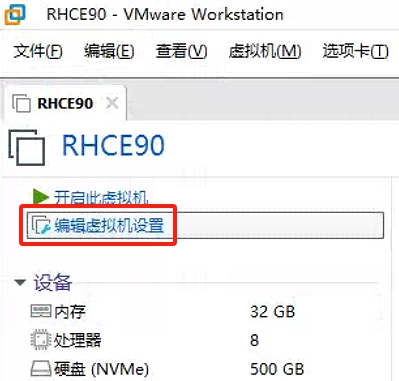 RHCE90 - VMware Workstation
文件(F) 编辑(E) 查看(V) 虚拟机(M) 选项卡(T)
RHCE90
RHCE90
开启此虚拟机
编辑虚拟机设置
设备
内存 32 GB
处理器 8
硬盘 (NVMe) 500 GB